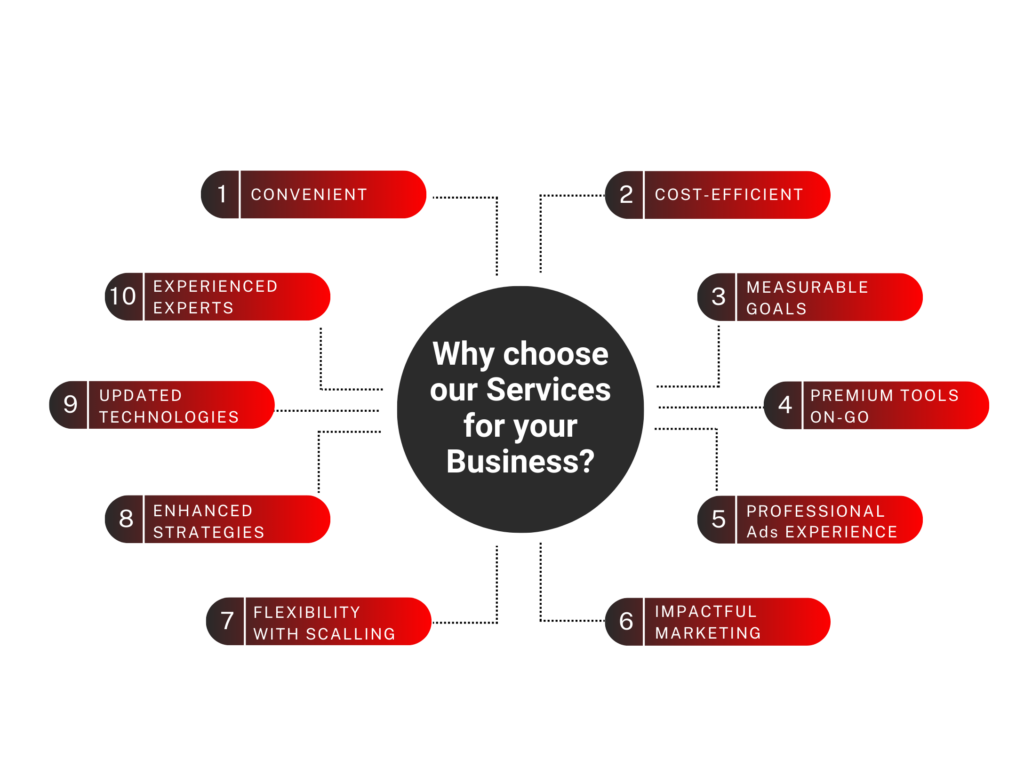 Why choose
our Services
for your
Business?
1 CONVENIENT
2 COST-EFFICIENT
3 MEASURABLE
GOALS
4 PREMIUM TOOLS
ON-GO
5 PROFESSIONAL
Ads EXPERIENCE
6 IMPACTFUL
MARKETING
7 FLEXIBILITY
WITH SCALLING
8 ENHANCED
STRATEGIES
9 UPDATED
TECHNOLOGIES
10 EXPERIENCED
EXPERTS